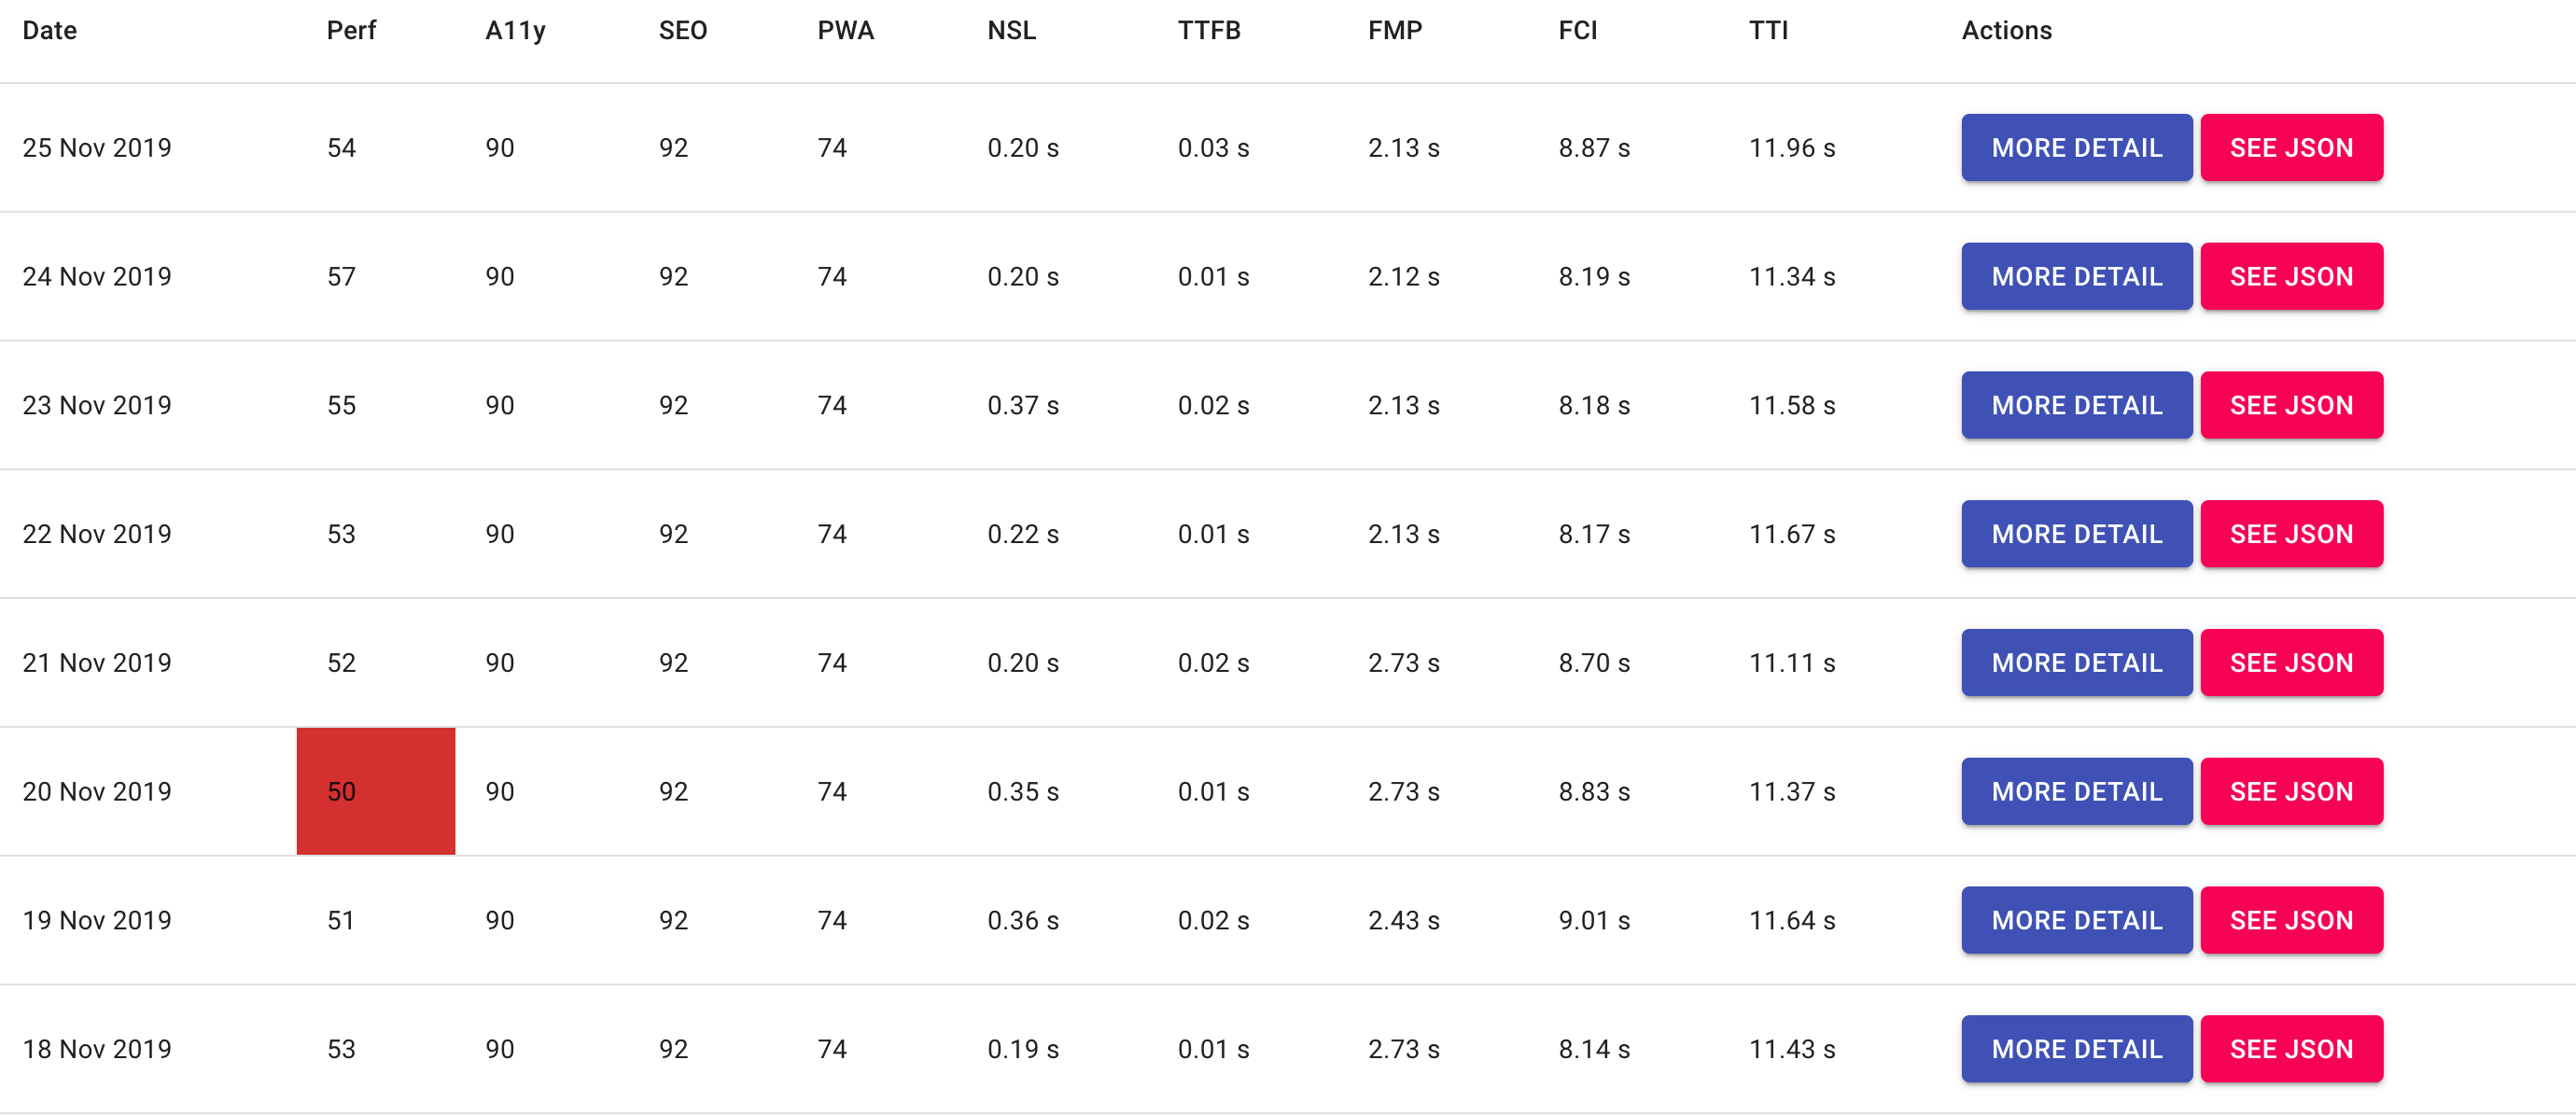 Date Perf A11y SEO PWA NSL TTFB FMP FCI TTI Actions
25 Nov 2019 54 90 92 74 0.20 s 0.03 s 2.13 s 8.87 s 11.96 s MORE DETAIL SEE JSON
24 Nov 2019 57 90 92 74 0.20 s 0.01 s 2.12 s 8.19 s 11.34 s MORE DETAIL SEE JSON
23 Nov 2019 55 90 92 74 0.37 s 0.02 s 2.13 s 8.18 s 11.58 s MORE DETAIL SEE JSON
22 Nov 2019 53 90 92 74 0.22 s 0.01 s 2.13 s 8.17 s 11.67 s MORE DETAIL SEE JSON
21 Nov 2019 52 90 92 74 0.20 s 0.02 s 2.73 s 8.70 s 11.11 s MORE DETAIL SEE JSON
20 Nov 2019 50 90 92 74 0.35 s 0.01 s 2.73 s 8.83 s 11.37 s MORE DETAIL SEE JSON
19 Nov 2019 51 90 92 74 0.36 s 0.02 s 2.43 s 9.01 s 11.64 s MORE DETAIL SEE JSON
18 Nov 2019 53 90 92 74 0.19 s 0.01 s 2.73 s 8.14 s 11.43 s MORE DETAIL SEE JSON